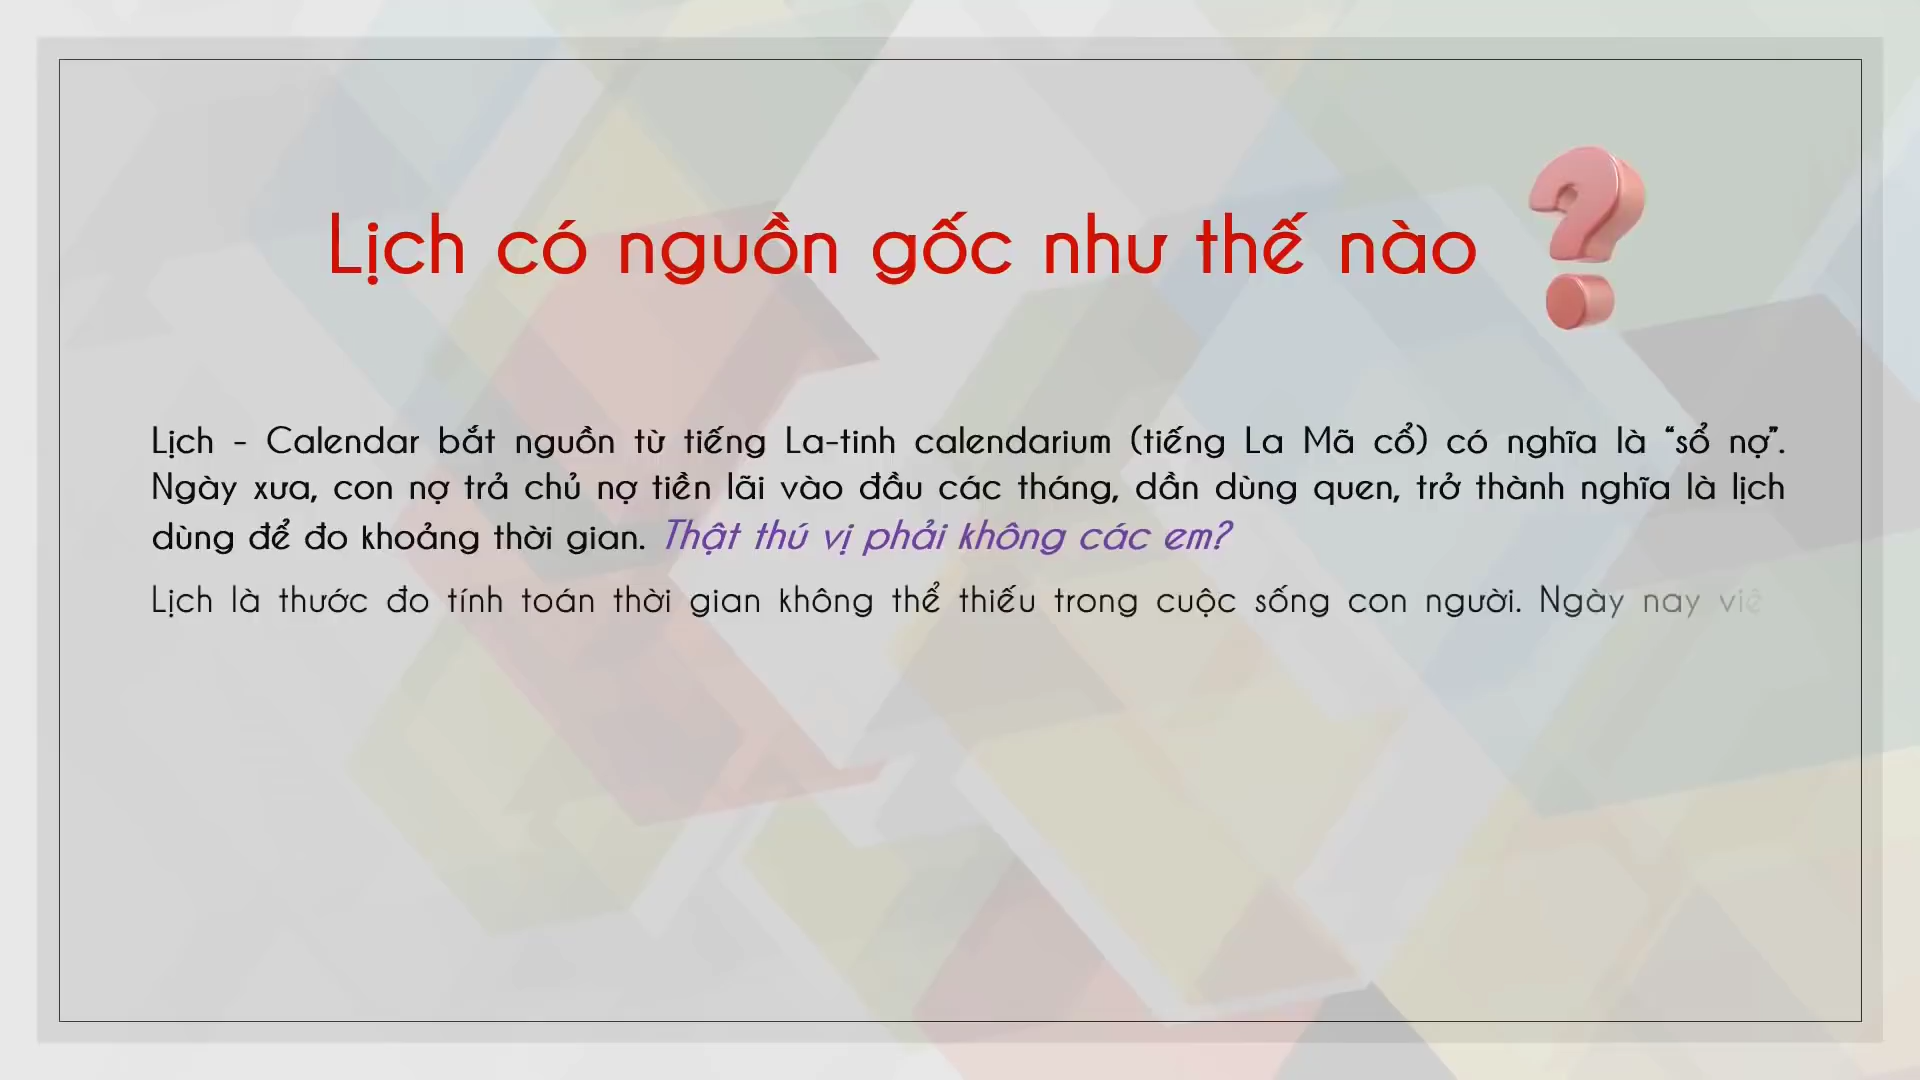 Lịch có nguồn gốc như thế nào ?
Lịch - Calendar bắt nguồn từ tiếng La-tinh calendarium (tiếng La Mã cổ) có nghĩa là “sổ nợ”.
Ngày xưa, con nợ trả chủ nợ tiền lãi vào đầu các tháng, dần dùng quen, trở thành nghĩa là lịch
dùng để đo khoảng thời gian. Thật thú vị phải không các em?
Lịch là thước đo tính toán thời gian không thể thiếu trong cuộc sống con người. Ngày nay